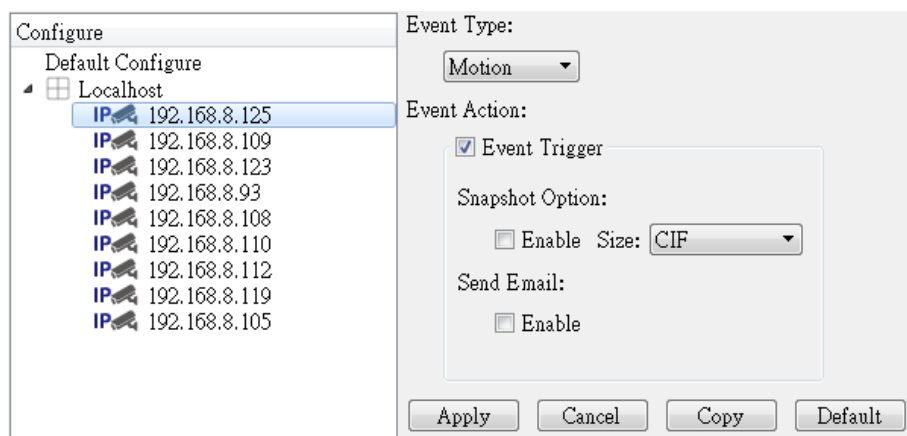 Configure
Default Configure
Localhost
IP 192.168.8.125
IP 192.168.8.109
IP 192.168.8.123
IP 192.168.8.93
IP 192.168.8.108
IP 192.168.8.110
IP 192.168.8.112
IP 192.168.8.119
IP 192.168.8.105
Event Type:
Motion
Event Action:
Event Trigger
Snapshot Option:
Enable Size: CIF
Send Email:
Enable
Apply Cancel Copy Default